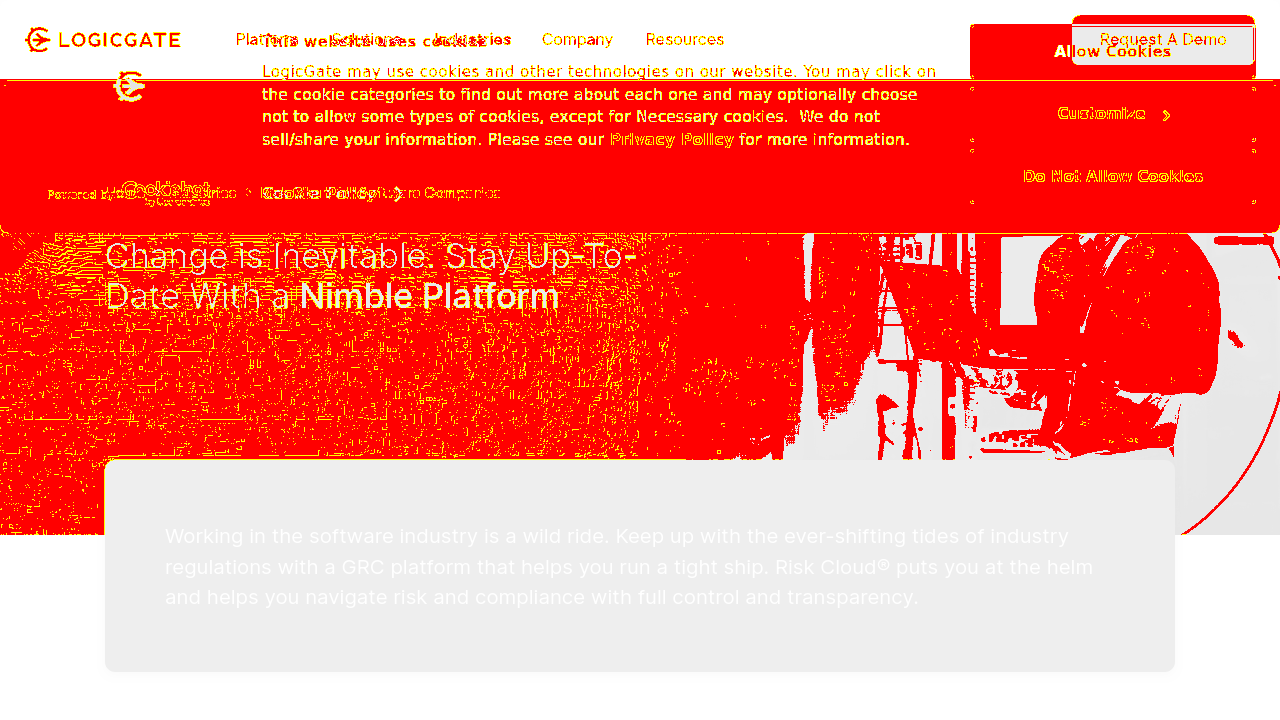 LOGICGATE
Platform Solutions Industries Company Resources
Request A Demo
This website uses cookies
LogicGate may use cookies and other technologies on our website. You may click on
the cookie categories to find out more about each one and may optionally choose
not to allow some types of cookies, except for Necessary cookies. We do not
sell/share your information. Please see our Privacy Policy for more information.
Allow Cookies
Customize
Do Not Allow Cookies
Powered by Cookiebot
Companies
Change is Inevitable. Stay Up-To-
Date With a Nimble Platform
Working in the software industry is a wild ride. Keep up with the ever-shifting tides of industry
regulations with a GRC platform that helps you run a tight ship. Risk Cloud® puts you at the helm
and helps you navigate risk and compliance with full control and transparency.